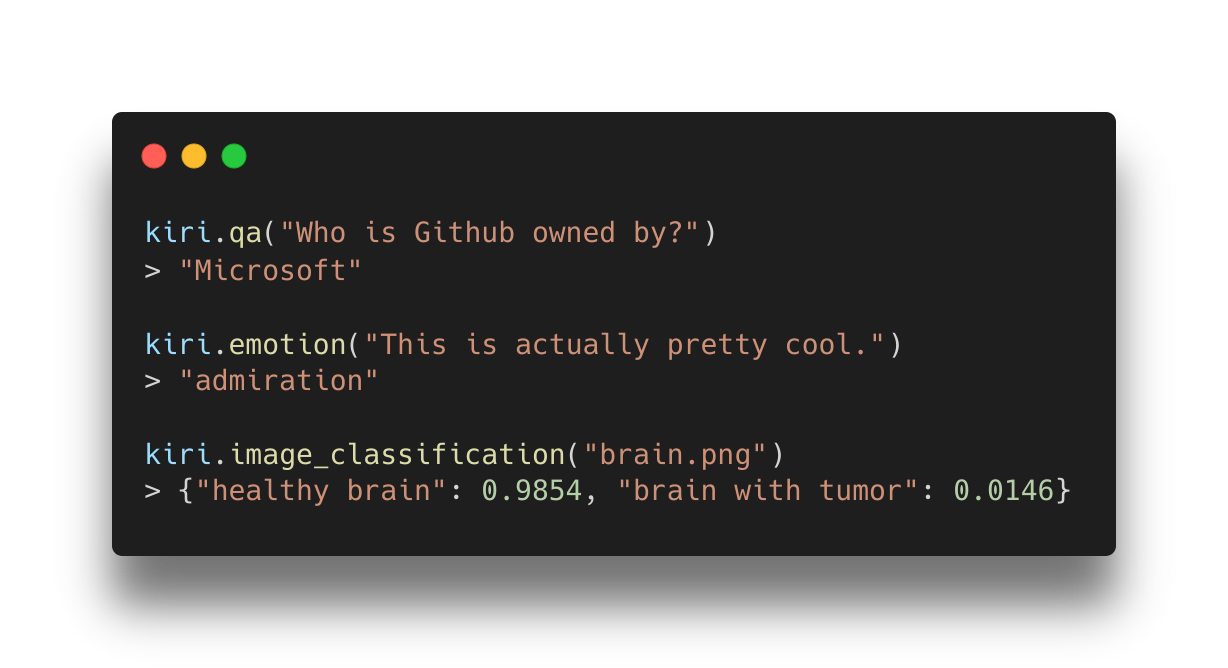 kiri.qa("Who is Github owned by?")
> "Microsoft"
kiri.emotion("This is actually pretty cool.")
> "admiration"
kiri.image_classification("brain.png")
> {"healthy brain": 0.9854, "brain with tumor": 0.0146}